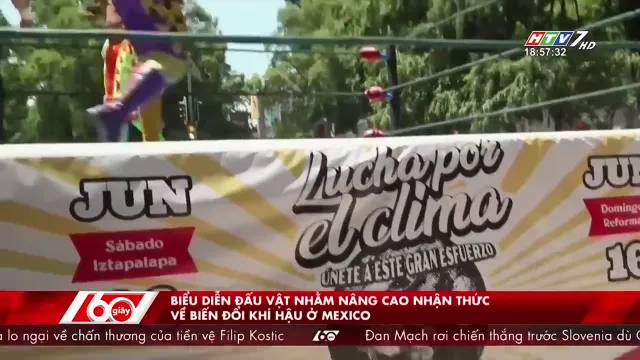 HTV7 HD
18:57:32
JUN
Sábado
Iztapalapa
Lucha por
el clima
ÚNETE A ESTE GRAN ESFUERZO
JUN
Domingo
Reforma
16
60 giây
BIỂU DIỄN ĐẤU VẬT NHẰM NÂNG CAO NHẬN THỨC
VỀ BIẾN ĐỔI KHÍ HẬU Ở MEXICO
lo ngại về chấn thương của tiền vệ Filip Kostic
Đan Mạch rơi chiến thắng trước Slovenia dù